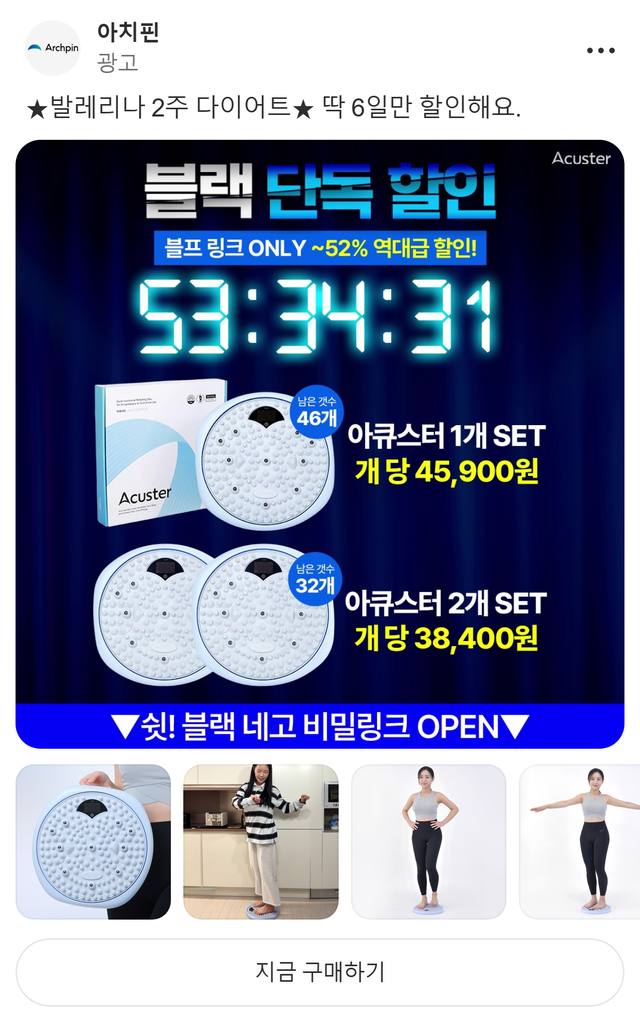 Archpin
아치핀
광고
★발레리나 2주 다이어트★ 딱 6일만 할인해요.
Acuster
블랙 단독 할인
블프 링크 ONLY ~52% 역대급 할인!
53:34:31
남은 갯수
46개
아큐스터 1개 SET
개 당 45,900원
Acuster
남은 갯수
32개
아큐스터 2개 SET
개 당 38,400원
▼쉿! 블랙 네고 비밀링크 OPEN▼
지금 구매하기